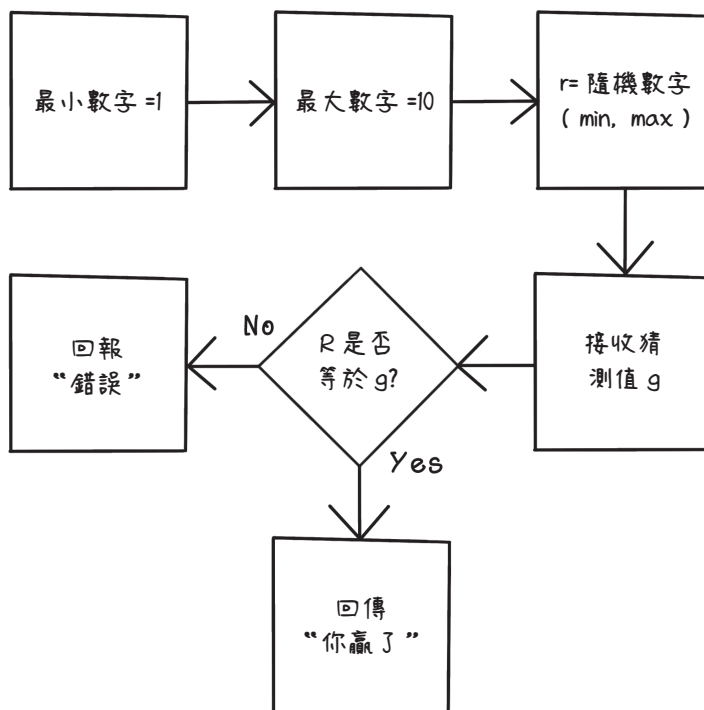 最小數字 =1
最大數字 =10
r= 隨機數字
( min, max )
接收猜
測值 g
R 是否
等於 g?
No
回報
“錯誤”
Yes
回傳
“你贏了”